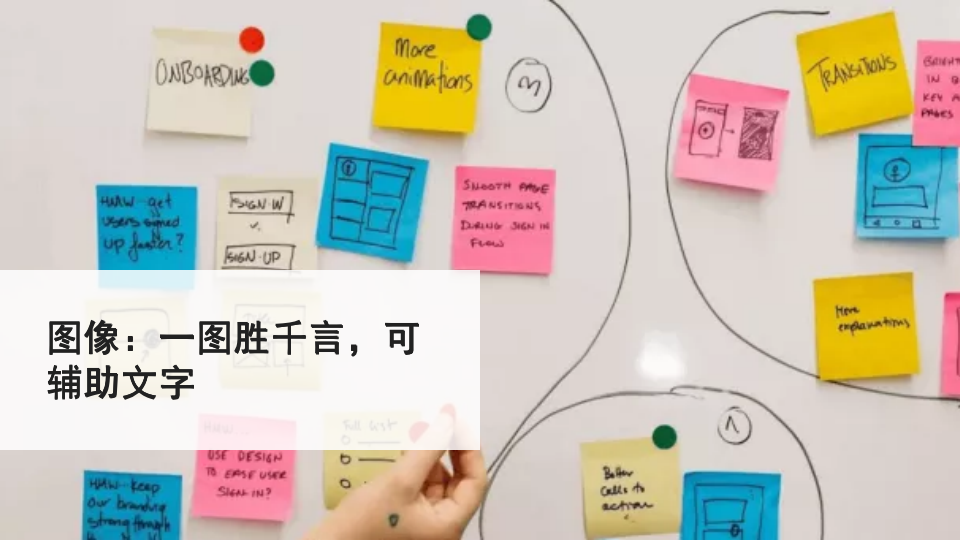 ONBOARDING
More
animations
3
TRANSITIONS
BRIGHT
IN B
KEY A
PAGES
HMW get
users signed
up faster?
SIGN·IN
SIGN·UP
SMOOTH PAGE
TRANSITIONS
DURING SIGN IN
FLOW
More
explanations
图像：一图胜千言，可
辅助文字
HMW...
USE DESIGN
TO EASE USER
SIGN·IN?
Full list
HMW-keep
our branding
strong through
Better
calls to
action
1